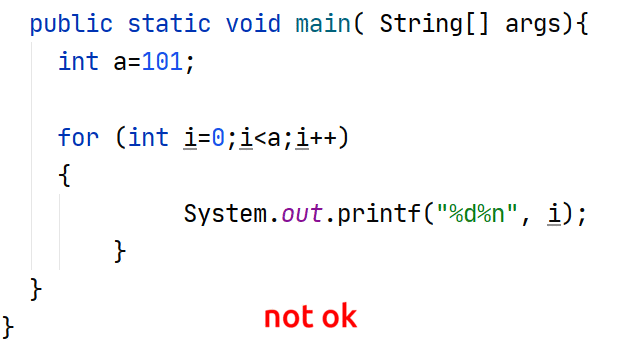 public static void main( String[] args){
int a=101;
for (int i=0;i<a;i++)
{
System.out.printf("%d%n", i);
}
}
}
not ok